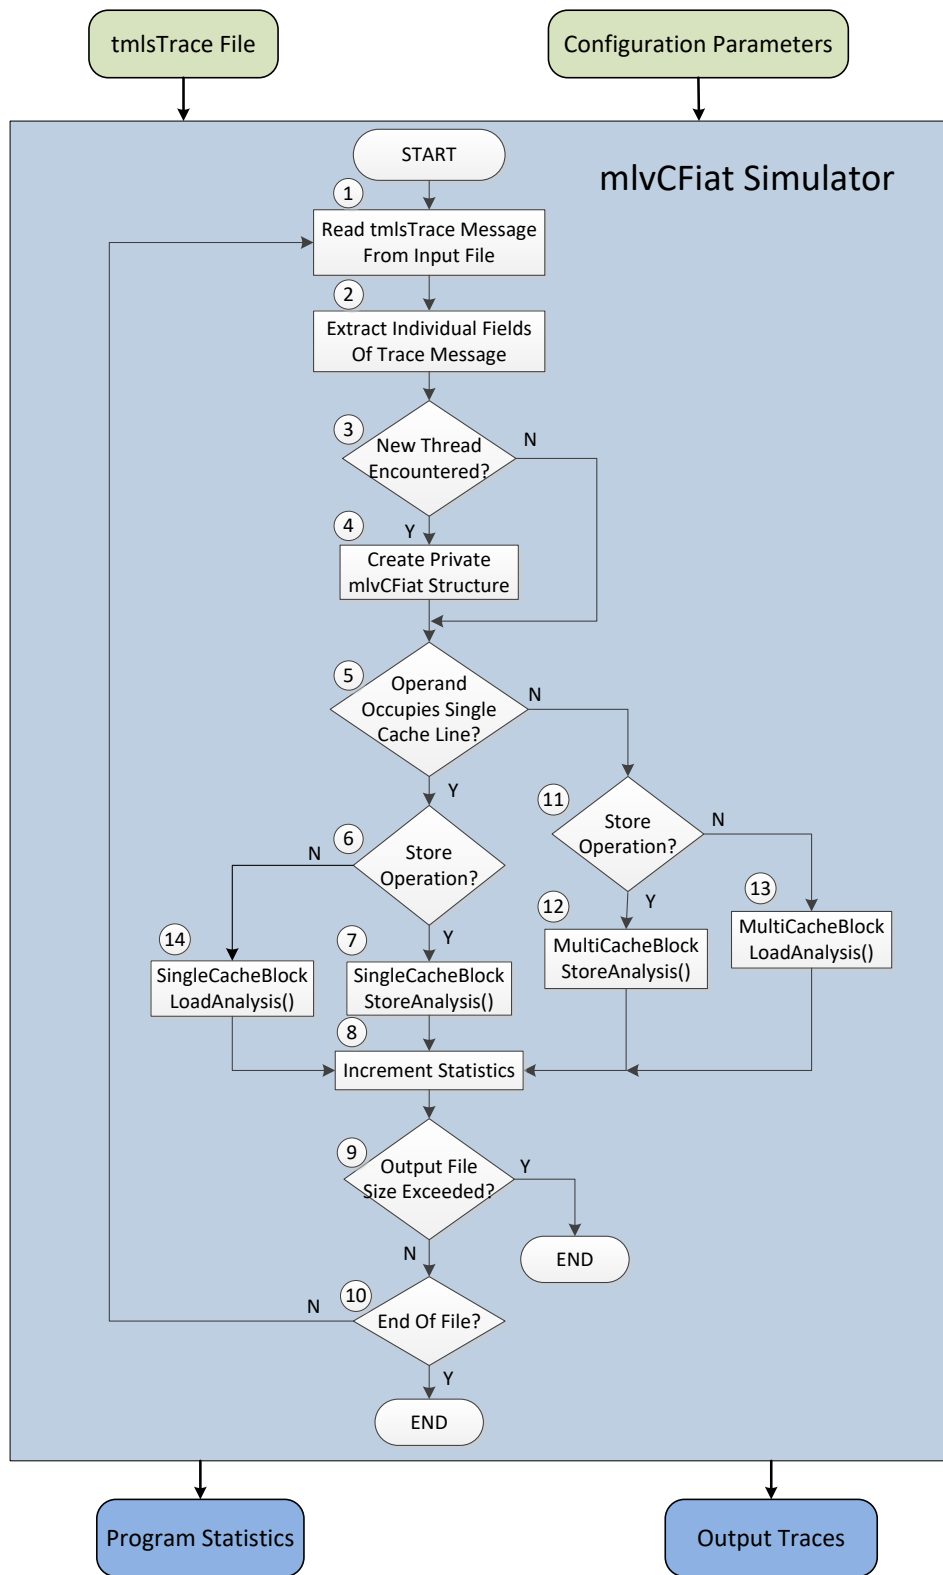 tmlsTrace File
Configuration Parameters
mlvCFiat Simulator
START
1
Read tmlsTrace Message
From Input File
2
Extract Individual Fields
Of Trace Message
3
New Thread
Encountered?
N
Y
4
Create Private
mlvCFiat Structure
5
Operand
Occupies Single
Cache Line?
N
Y
6
Store
Operation?
N
Y
11
Store
Operation?
N
Y
14
SingleCacheBlock
LoadAnalysis()
7
SingleCacheBlock
StoreAnalysis()
12
MultiCacheBlock
StoreAnalysis()
13
MultiCacheBlock
LoadAnalysis()
8
Increment Statistics
9
Output File
Size Exceeded?
Y
N
END
10
End Of File?
N
Y
END
Program Statistics
Output Traces